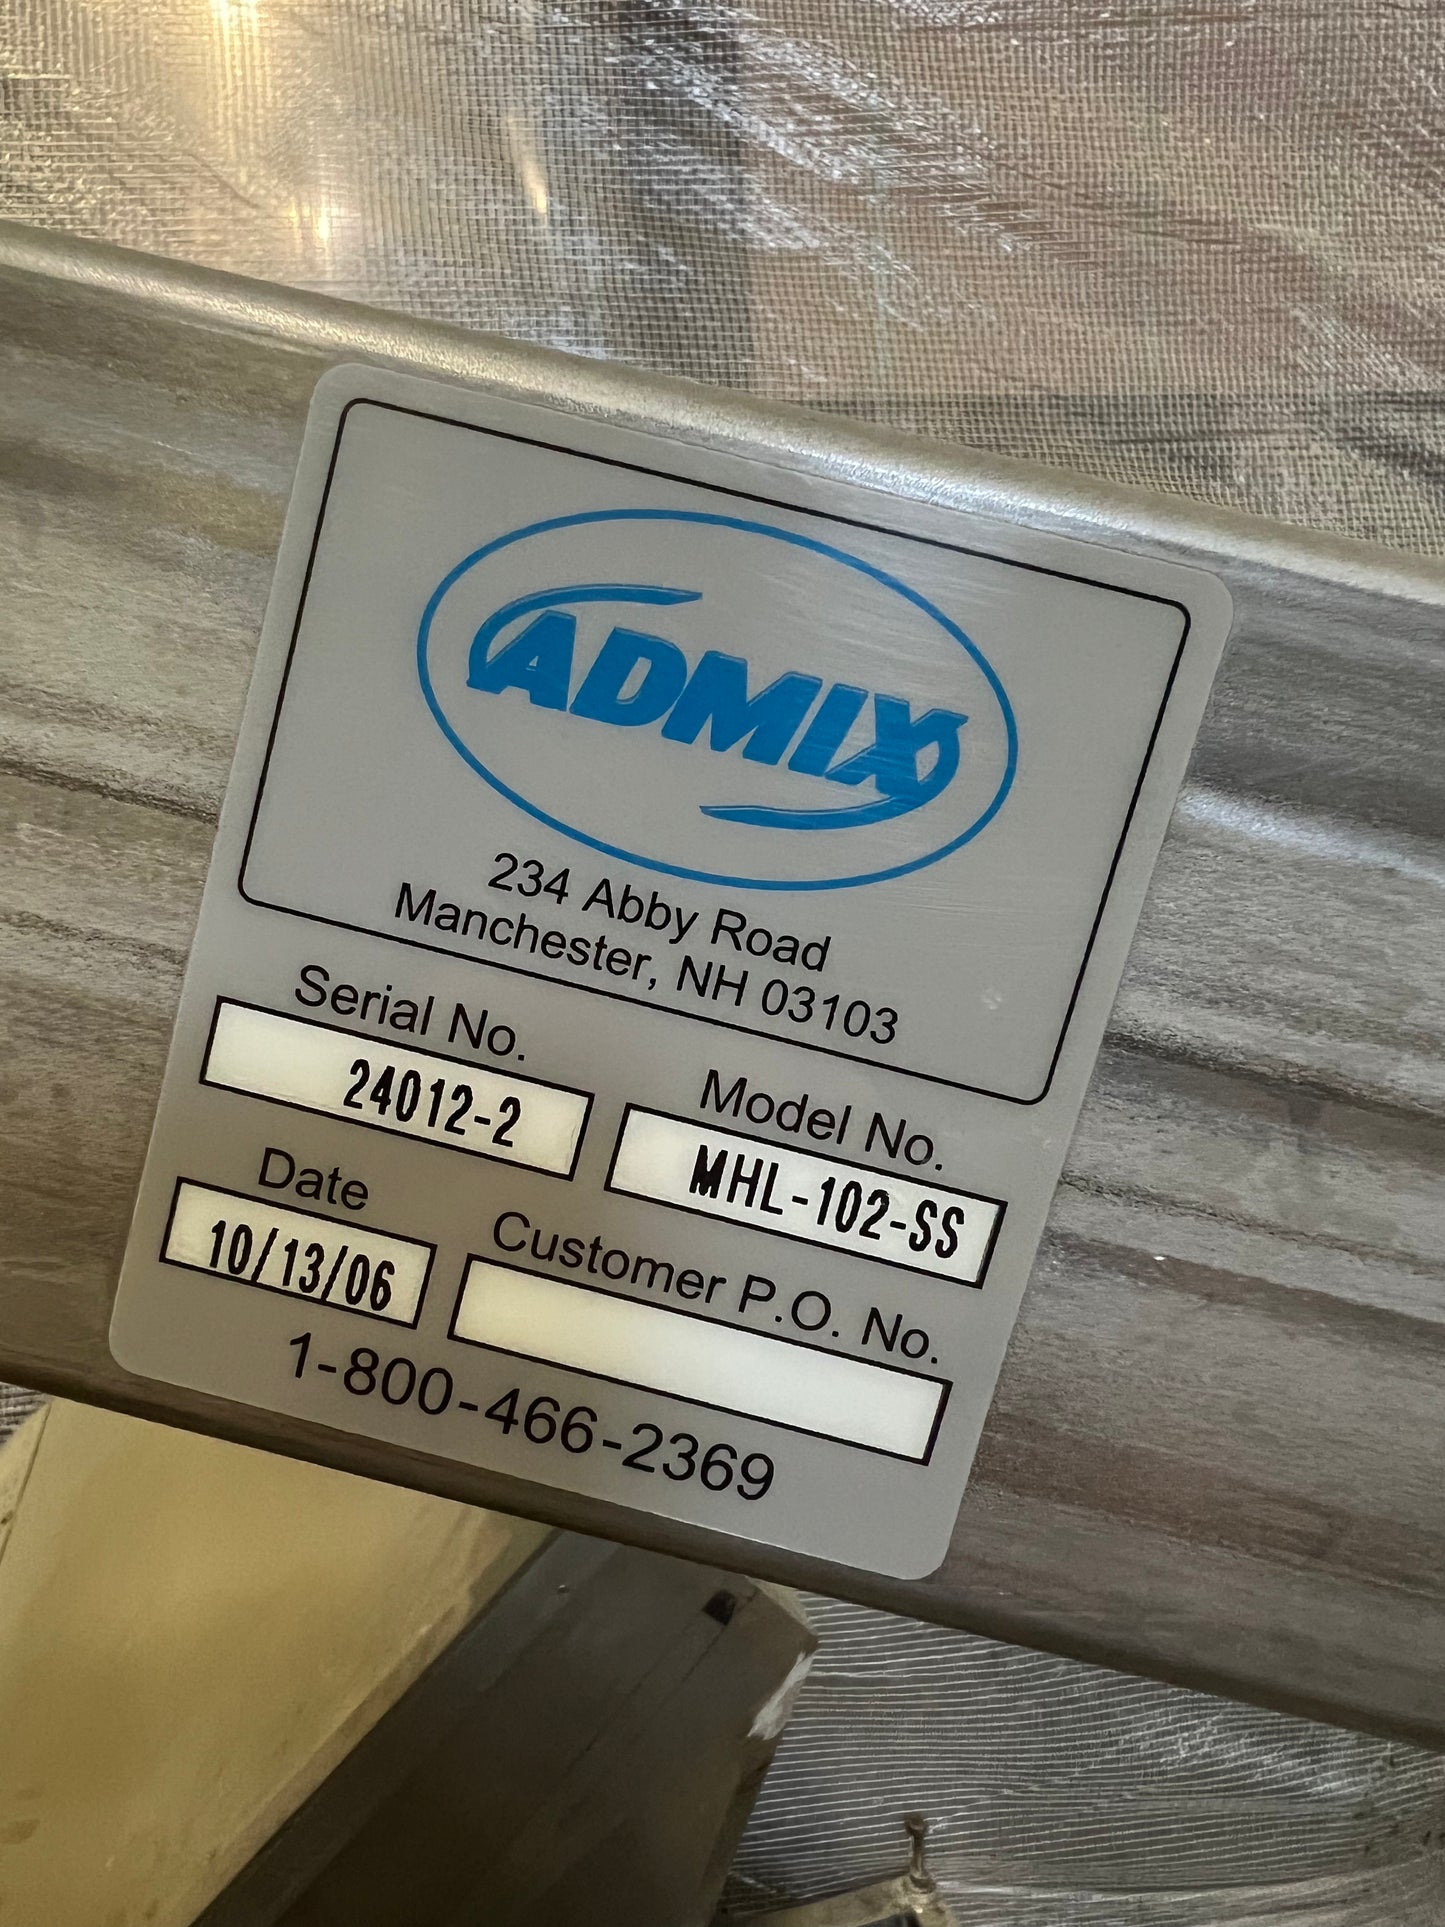 ADMIX
234 Abby Road
Manchester, NH 03103
Serial No.
24012-2
Model No.
MHL-102-SS
Date
10/13/06
Customer P.O. No.
1-800-466-2369